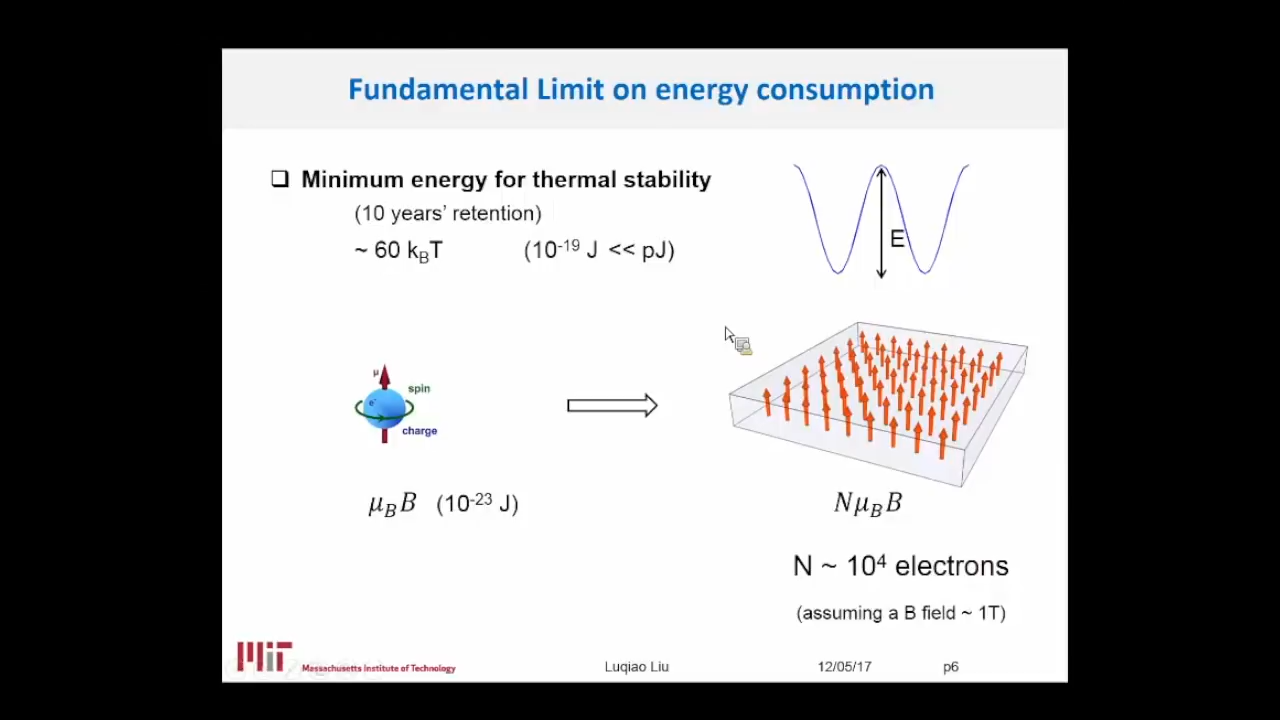 Fundamental Limit on energy consumption
❑ Minimum energy for thermal stability
(10 years’ retention)
~ 60 k_BT (10⁻¹⁹ J << pJ)
E
μ
spin
e⁻
charge
μ_B B (10⁻²³ J)
Nμ_B B
N ~ 10⁴ electrons
(assuming a B field ~ 1T)
MIT Massachusetts Institute of Technology
Luqiao Liu
12/05/17
p6